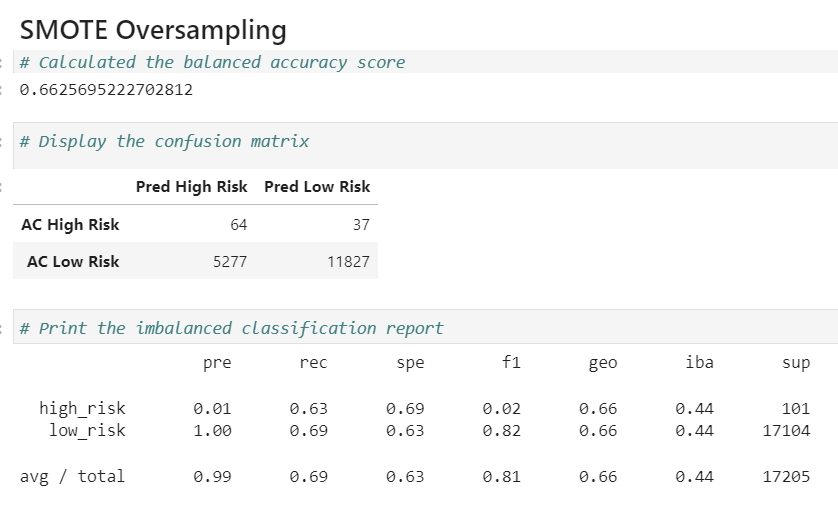 SMOTE Oversampling
# Calculated the balanced accuracy score
0.6625695222702812
# Display the confusion matrix
Pred High Risk Pred Low Risk
AC High Risk 64 37
AC Low Risk 5277 11827
# Print the imbalanced classification report
pre rec spe f1 geo iba sup
high_risk 0.01 0.63 0.69 0.02 0.66 0.44 101
low_risk 1.00 0.69 0.63 0.82 0.66 0.44 17104
avg / total 0.99 0.69 0.63 0.81 0.66 0.44 17205